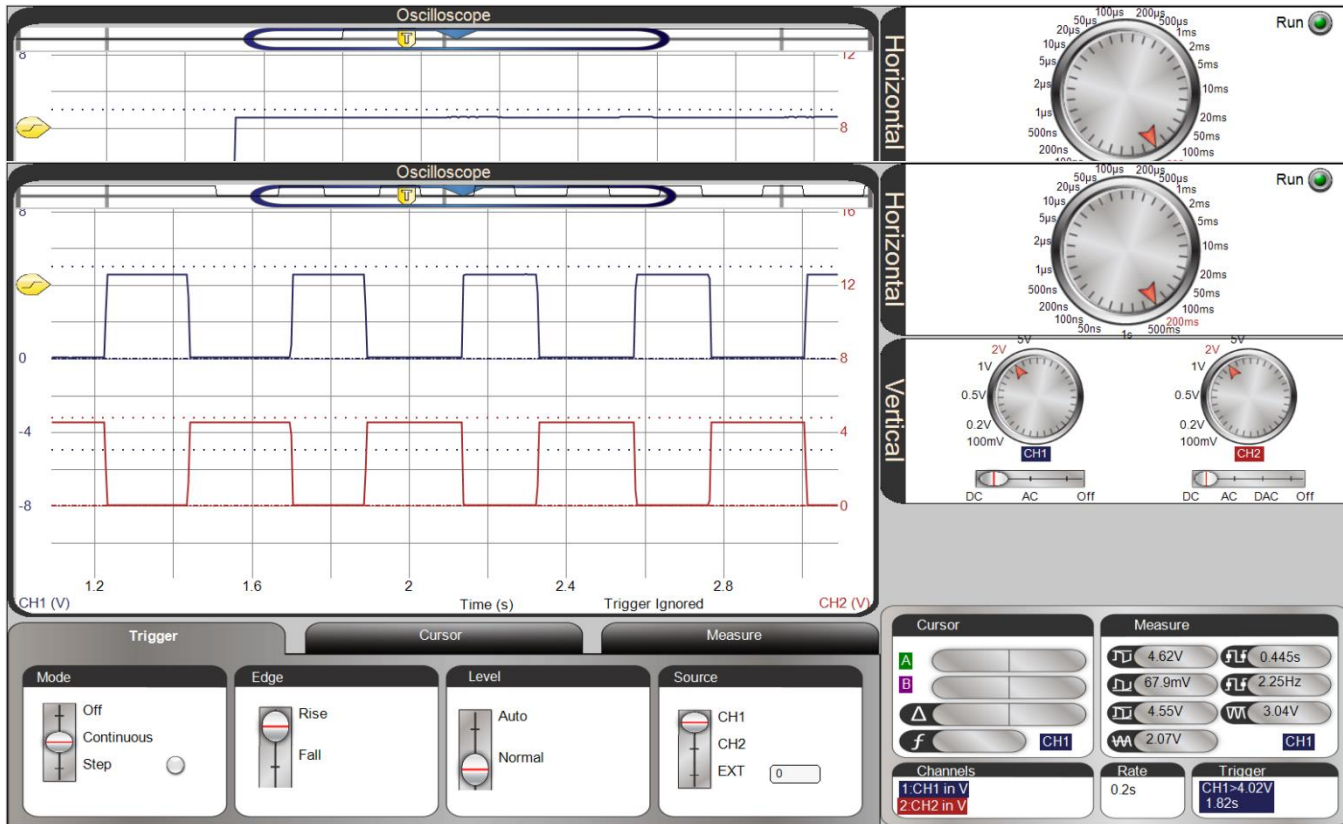 Oscilloscope
8
12
8
Horizontal
Run
100µs
200µs
50µs
500µs
20µs
1ms
10µs
2ms
5µs
5ms
2µs
10ms
1µs
20ms
500ns
50ms
200ns
100ms
Oscilloscope
8
16
12
0
8
-4
4
-8
0
1.2
1.6
2
2.4
2.8
CH1 (V)
Time (s)
Trigger Ignored
CH2 (V)
Horizontal
Run
100µs
200µs
50µs
500µs
20µs
1ms
10µs
2ms
5µs
5ms
2µs
10ms
1µs
20ms
500ns
50ms
200ns
100ms
100ns
200ms
50ns
1s
500ms
Vertical
5V
2V
1V
0.5V
0.2V
100mV
CH1
DC AC Off
5V
2V
1V
0.5V
0.2V
100mV
CH2
DC AC DAC Off
Trigger
Cursor
Measure
Mode
Off
Continuous
Step
Edge
Rise
Fall
Level
Auto
Normal
Source
CH1
CH2
EXT 0
Cursor
A
B
Δ
f
CH1
Measure
4.62V
0.445s
67.9mV
2.25Hz
4.55V
3.04V
2.07V
CH1
Channels
1:CH1 in V
2:CH2 in V
Rate
0.2s
Trigger
CH1>4.02V
1.82s